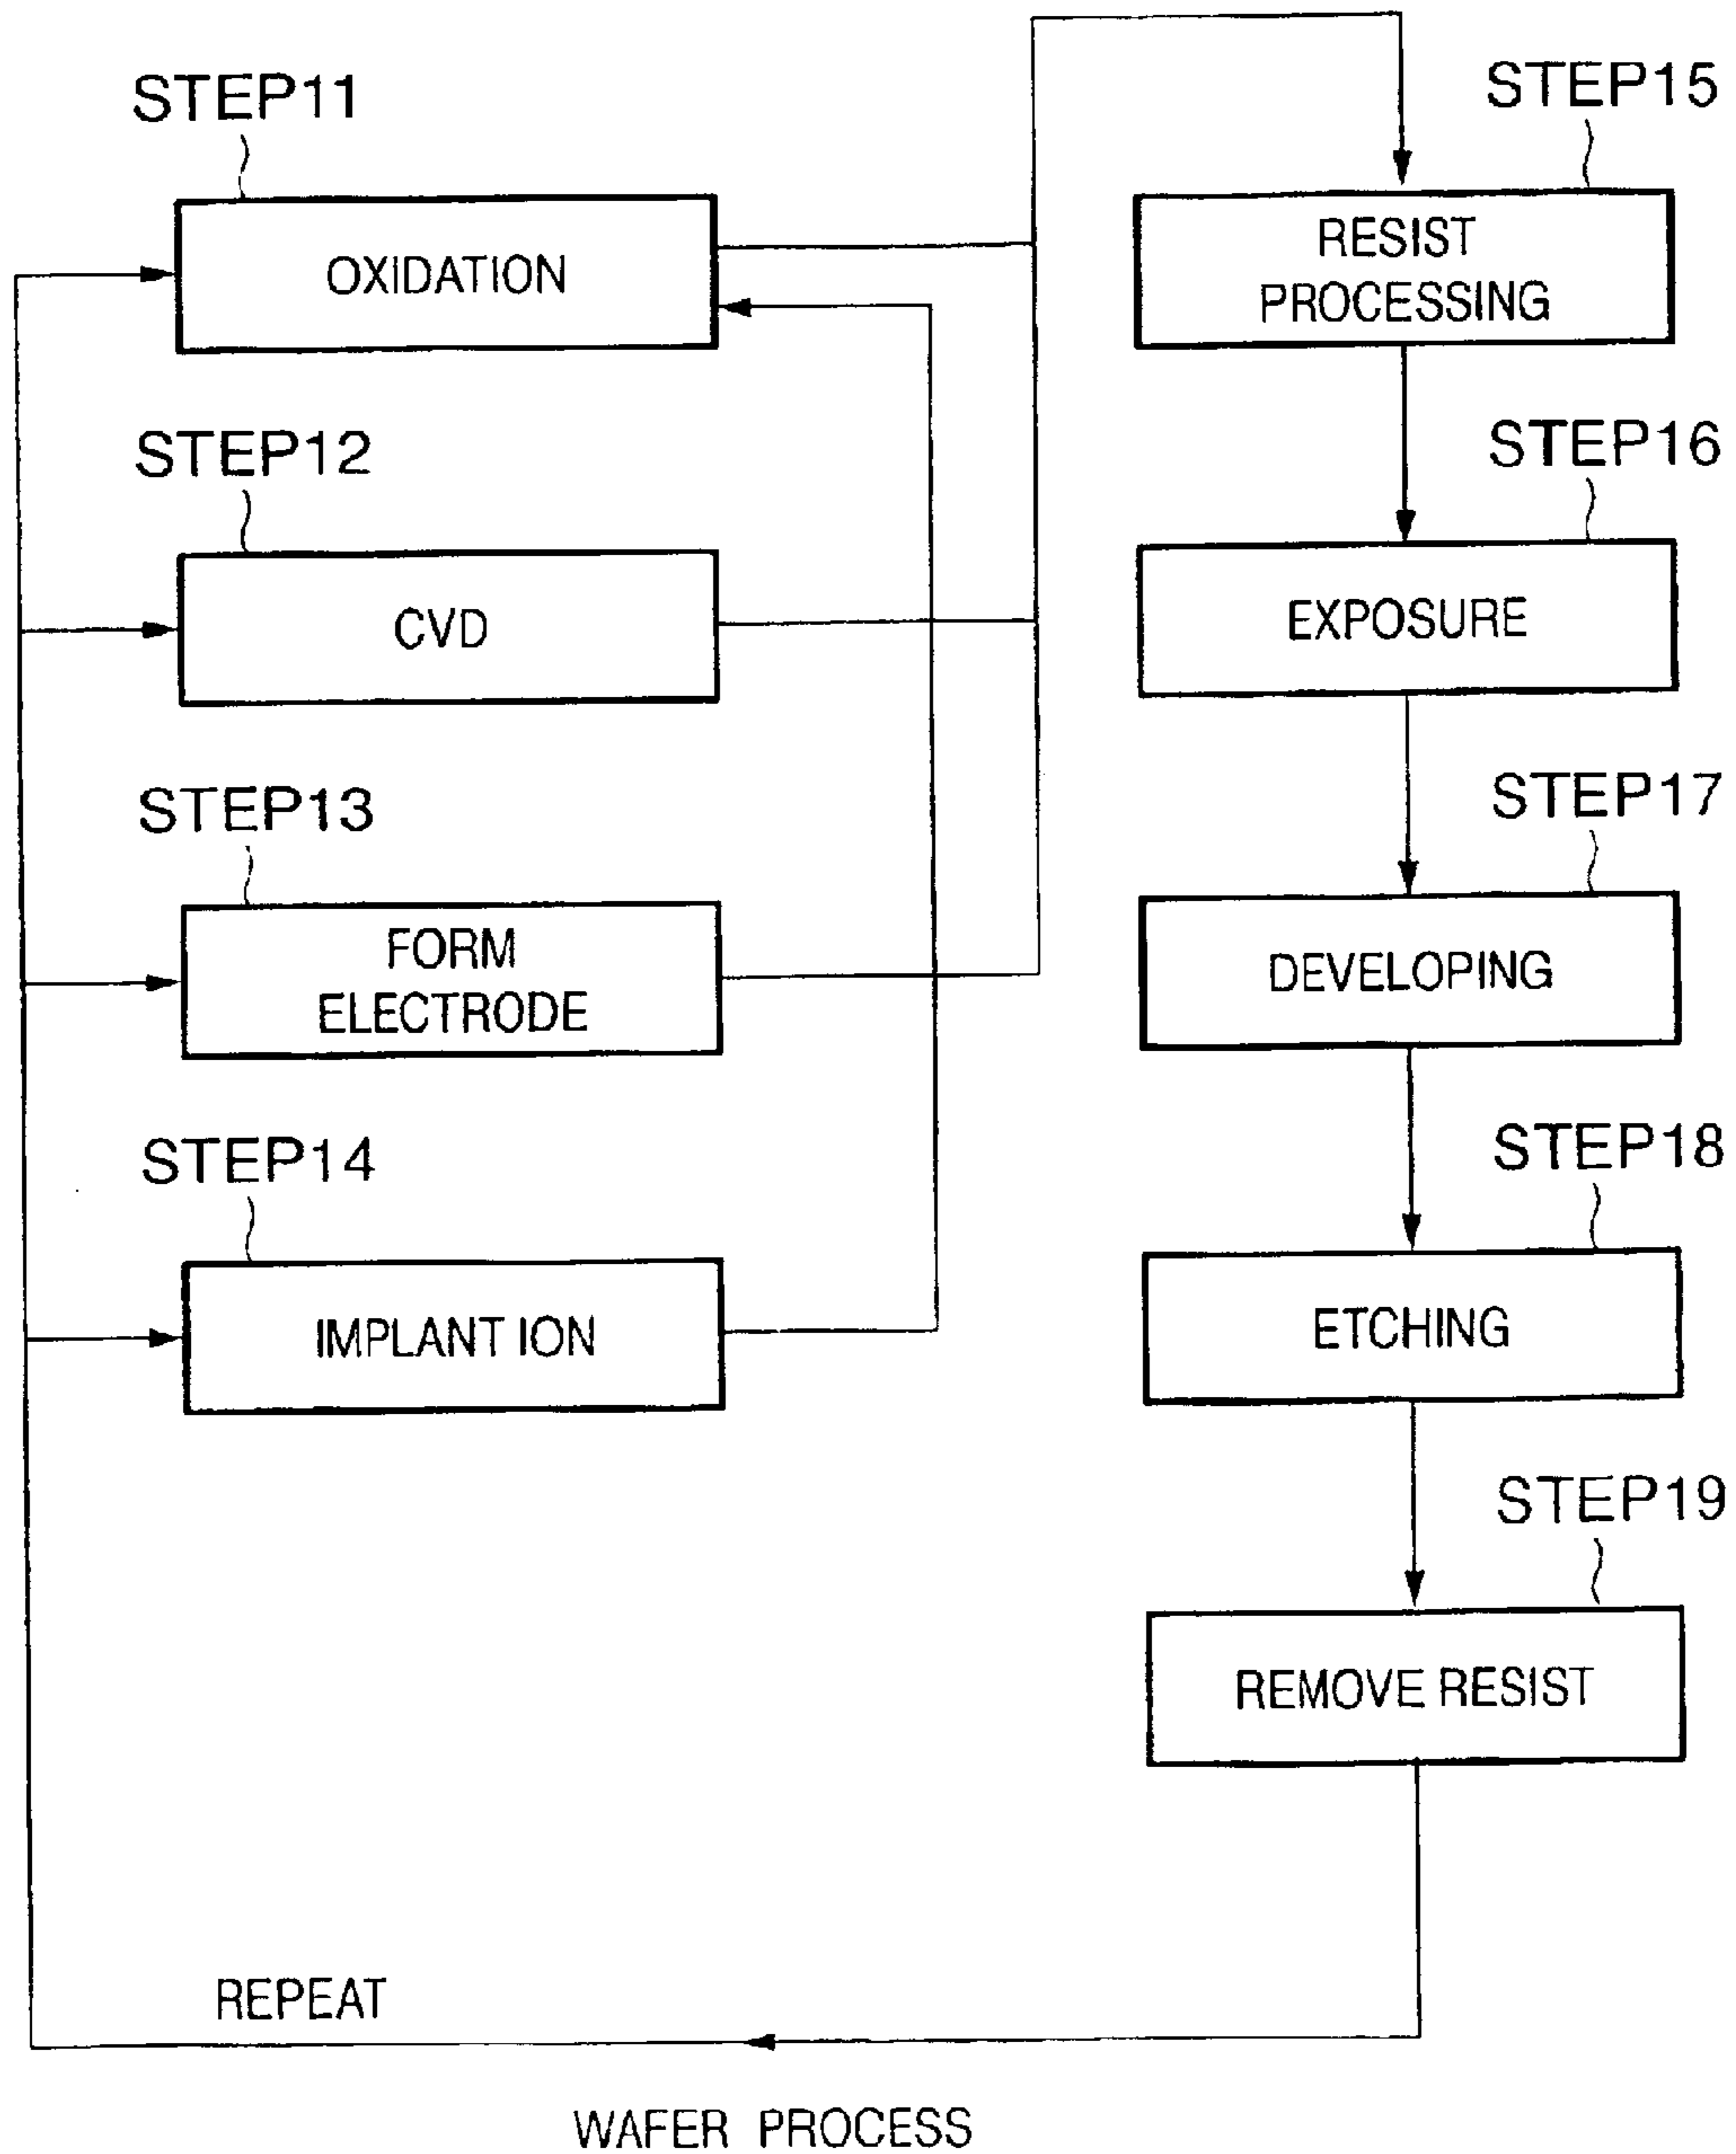 STEP11
OXIDATION
STEP12
CVD
STEP13
FORM
ELECTRODE
STEP14
IMPLANT ION
STEP15
RESIST
PROCESSING
STEP16
EXPOSURE
STEP17
DEVELOPING
STEP18
ETCHING
STEP19
REMOVE RESIST
REPEAT
WAFER PROCESS